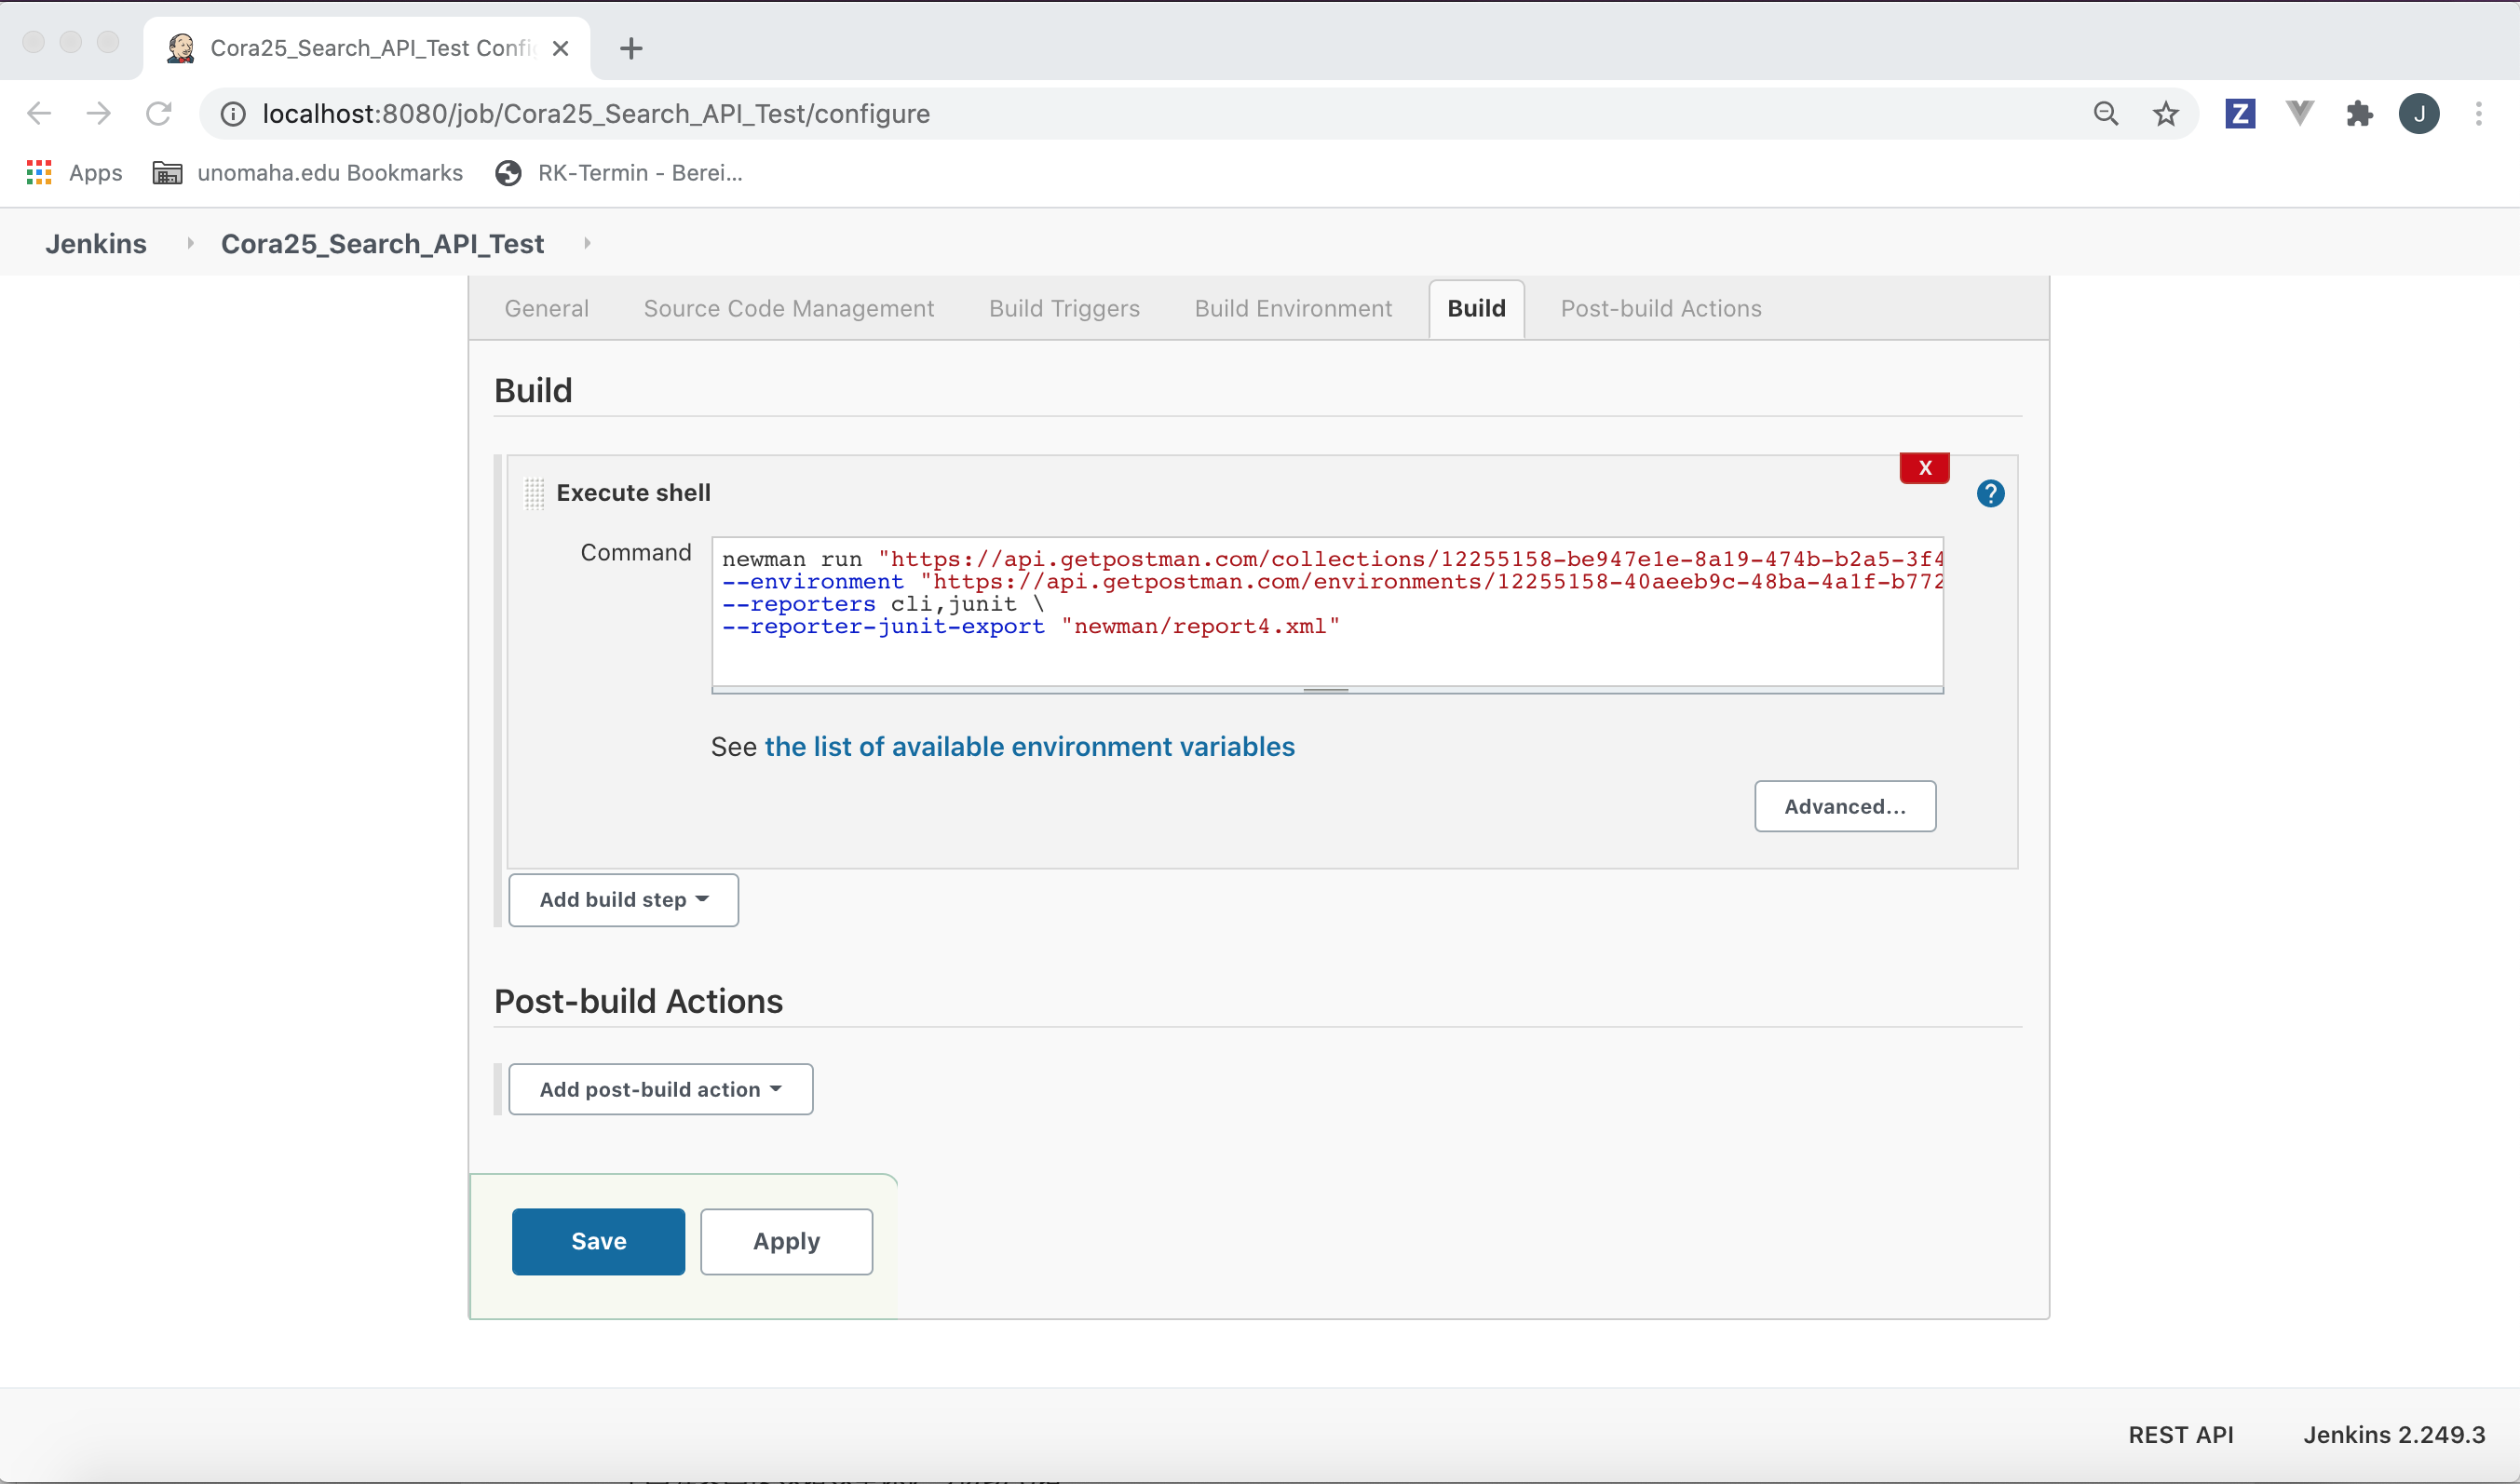 Cora25_Search_API_Test Config
localhost:8080/job/Cora25_Search_API_Test/configure
Z
J
Apps
unomaha.edu Bookmarks
RK-Termin - Berei...
Jenkins
Cora25_Search_API_Test
General
Source Code Management
Build Triggers
Build Environment
Build
Post-build Actions
Build
X
Execute shell
?
Command
newman run "https://api.getpostman.com/collections/12255158-be947e1e-8a19-474b-b2a5-3f4
--environment "https://api.getpostman.com/environments/12255158-40aeeb9c-48ba-4a1f-b772
--reporters cli,junit \
--reporter-junit-export "newman/report4.xml"
See the list of available environment variables
Advanced...
Add build step
Post-build Actions
Add post-build action
Save
Apply
REST API
Jenkins 2.249.3